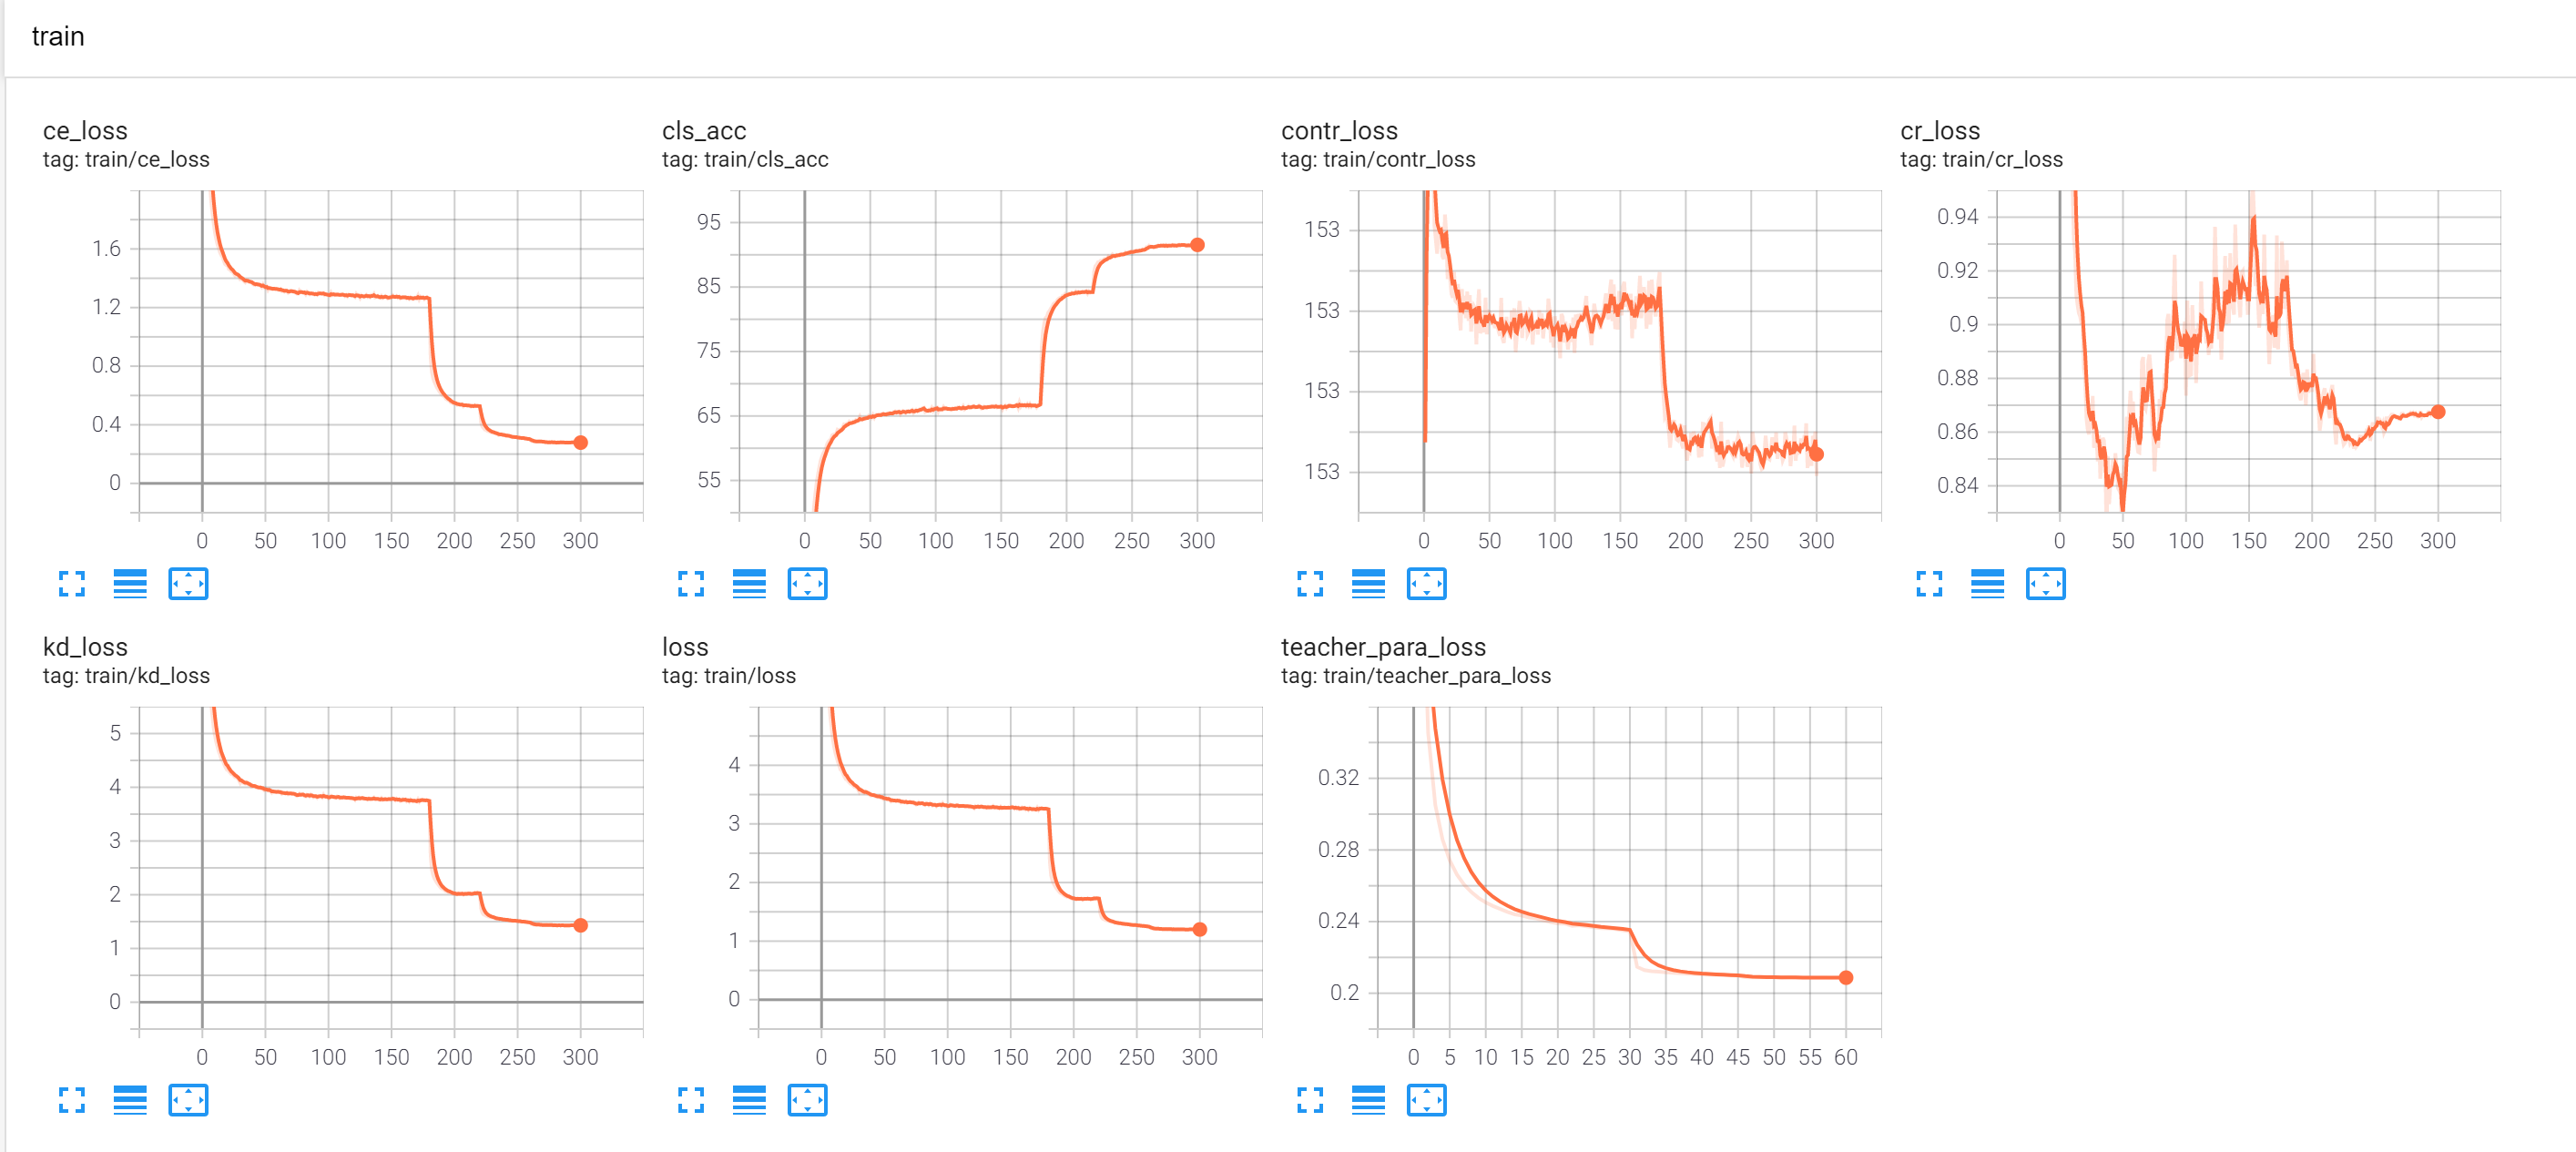 train
ce_loss
tag: train/ce_loss
1.6
1.2
0.8
0.4
0
0 50 100 150 200 250 300
cls_acc
tag: train/cls_acc
95
85
75
65
55
0 50 100 150 200 250 300
contr_loss
tag: train/contr_loss
153
153
153
153
0 50 100 150 200 250 300
cr_loss
tag: train/cr_loss
0.94
0.92
0.9
0.88
0.86
0.84
0 50 100 150 200 250 300
kd_loss
tag: train/kd_loss
5
4
3
2
1
0
0 50 100 150 200 250 300
loss
tag: train/loss
4
3
2
1
0
0 50 100 150 200 250 300
teacher_para_loss
tag: train/teacher_para_loss
0.32
0.28
0.24
0.2
0 5 10 15 20 25 30 35 40 45 50 55 60